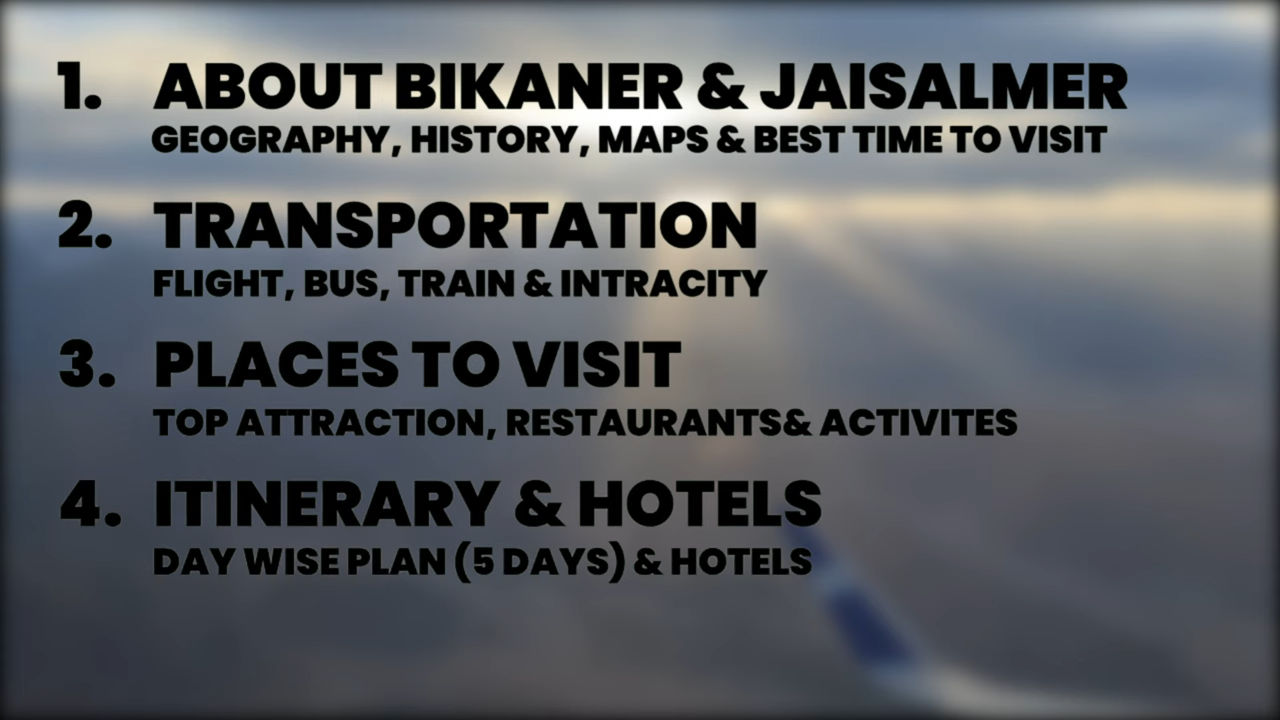 1. ABOUT BIKANER & JAISALMER
GEOGRAPHY, HISTORY, MAPS & BEST TIME TO VISIT
2. TRANSPORTATION
FLIGHT, BUS, TRAIN & INTRACITY
3. PLACES TO VISIT
TOP ATTRACTION, RESTAURANTS& ACTIVITES
4. ITINERARY & HOTELS
DAY WISE PLAN (5 DAYS) & HOTELS